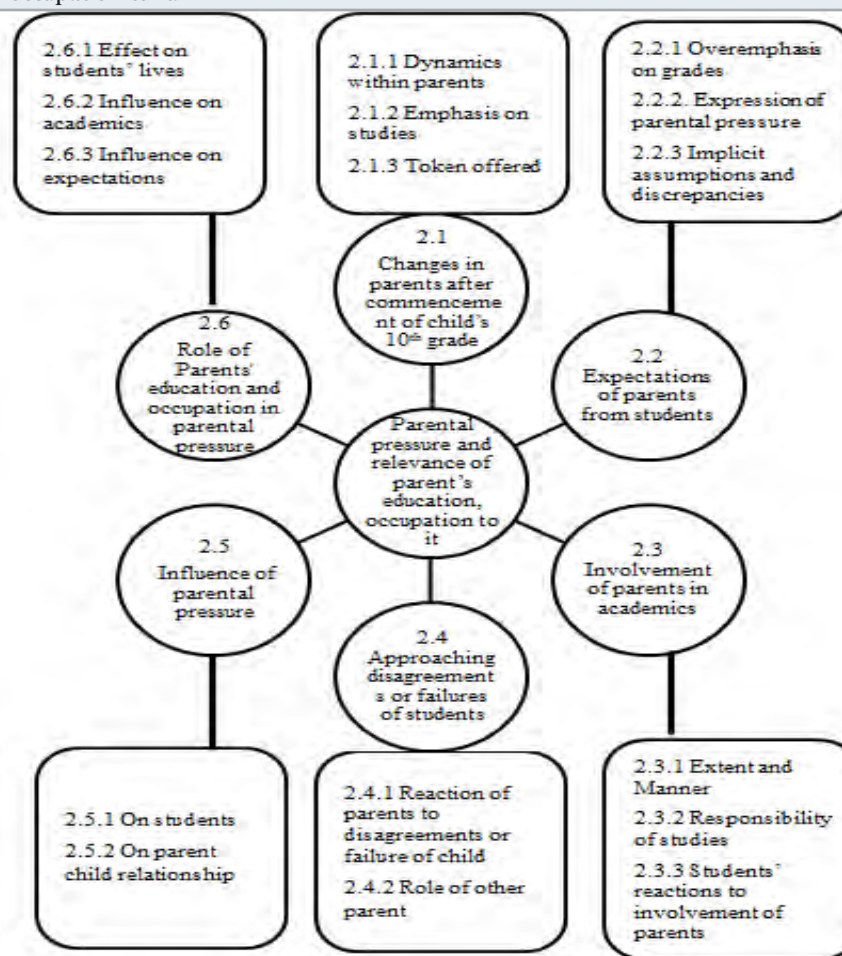 2.6.1 Effect on
students' lives
2.6.2 Influence on
academics
2.6.3 Influence on
expectations
2.1.1 Dynamics
within parents
2.1.2 Emphasis on
studies
2.1.3 Token offered
2.2.1 Overemphasis
on grades
2.2.2. Expression of
parental pressure
2.2.3 Implicit
assumptions and
discrepancies
2.1
Changes in
parents after
commenceme
nt of child's
10th grade
2.6
Role of
Parents'
education and
occupation in
parental
pressure
2.2
Expectations
of parents
from students
Parental
pressure and
relevance of
parent's
education,
occupation to
it
2.5
Influence of
parental
pressure
2.3
Involvement
of parents in
academics
2.4
Approaching
disagreement
s or failures
of students
2.5.1 On students
2.5.2 On parent
child relationship
2.4.1 Reaction of
parents to
disagreements or
failure of child
2.4.2 Role of other
parent
2.3.1 Extent and
Manner
2.3.2 Responsibility
of studies
2.3.3 Students'
reactions to
involvement of
parents